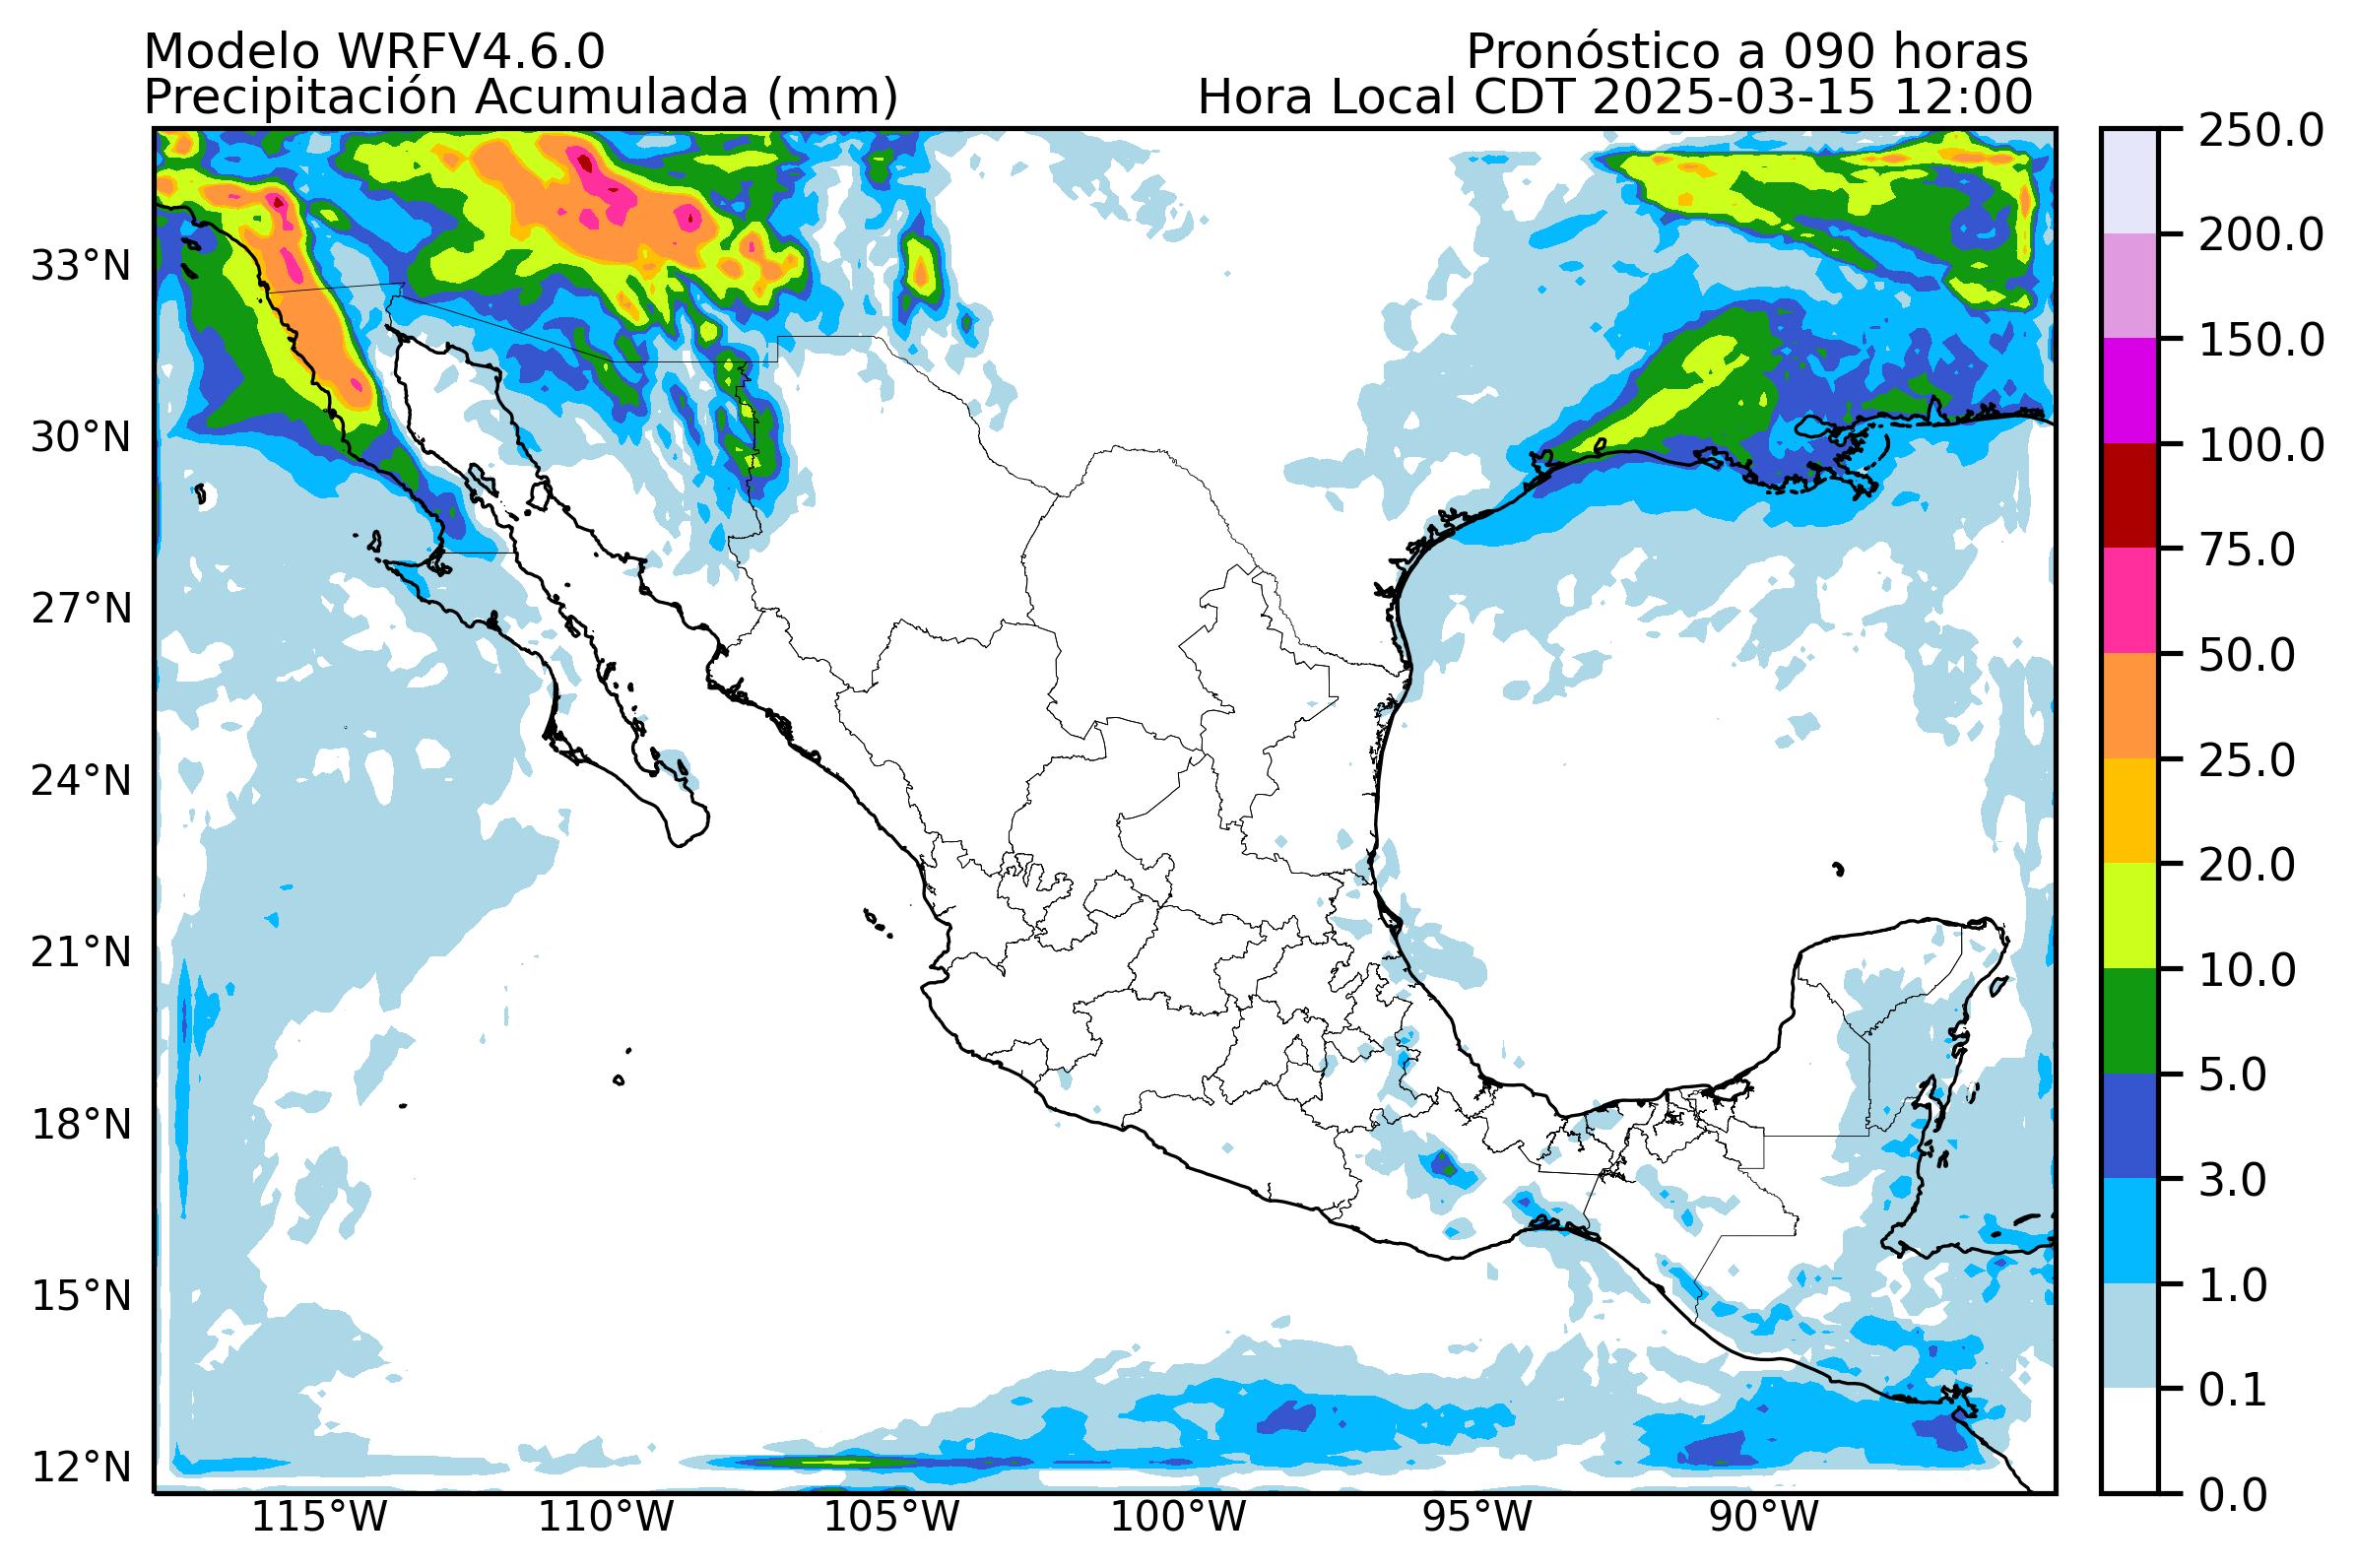 Modelo WRFV4.6.0
Pronóstico a 090 horas
Precipitación Acumulada (mm)
Hora Local CDT 2025-03-15 12:00
33°N
30°N
27°N
24°N
21°N
18°N
15°N
12°N
115°W
110°W
105°W
100°W
95°W
90°W
250.0
200.0
150.0
100.0
75.0
50.0
25.0
20.0
10.0
5.0
3.0
1.0
0.1
0.0